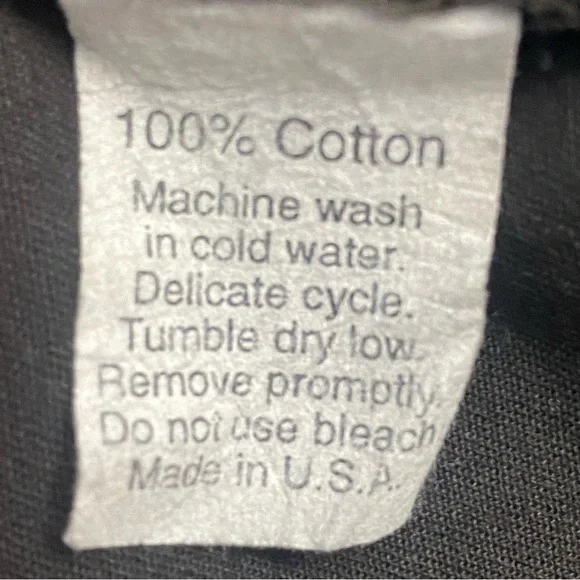 100% Cotton
Machine wash
in cold water.
Delicate cycle.
Tumble dry low.
Remove promptly.
Do not use bleach
Made in U.S.A.